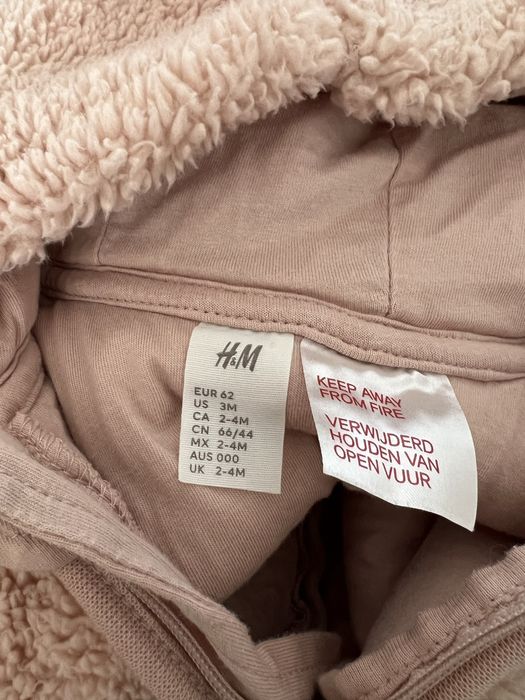 H&M
EUR 62
US 3M
CA 2-4M
CN 66/44
MX 2-4M
AUS 000
UK 2-4M
KEEP AWAY
FROM FIRE
VERWIJDERD
HOUDEN VAN
OPEN VUUR